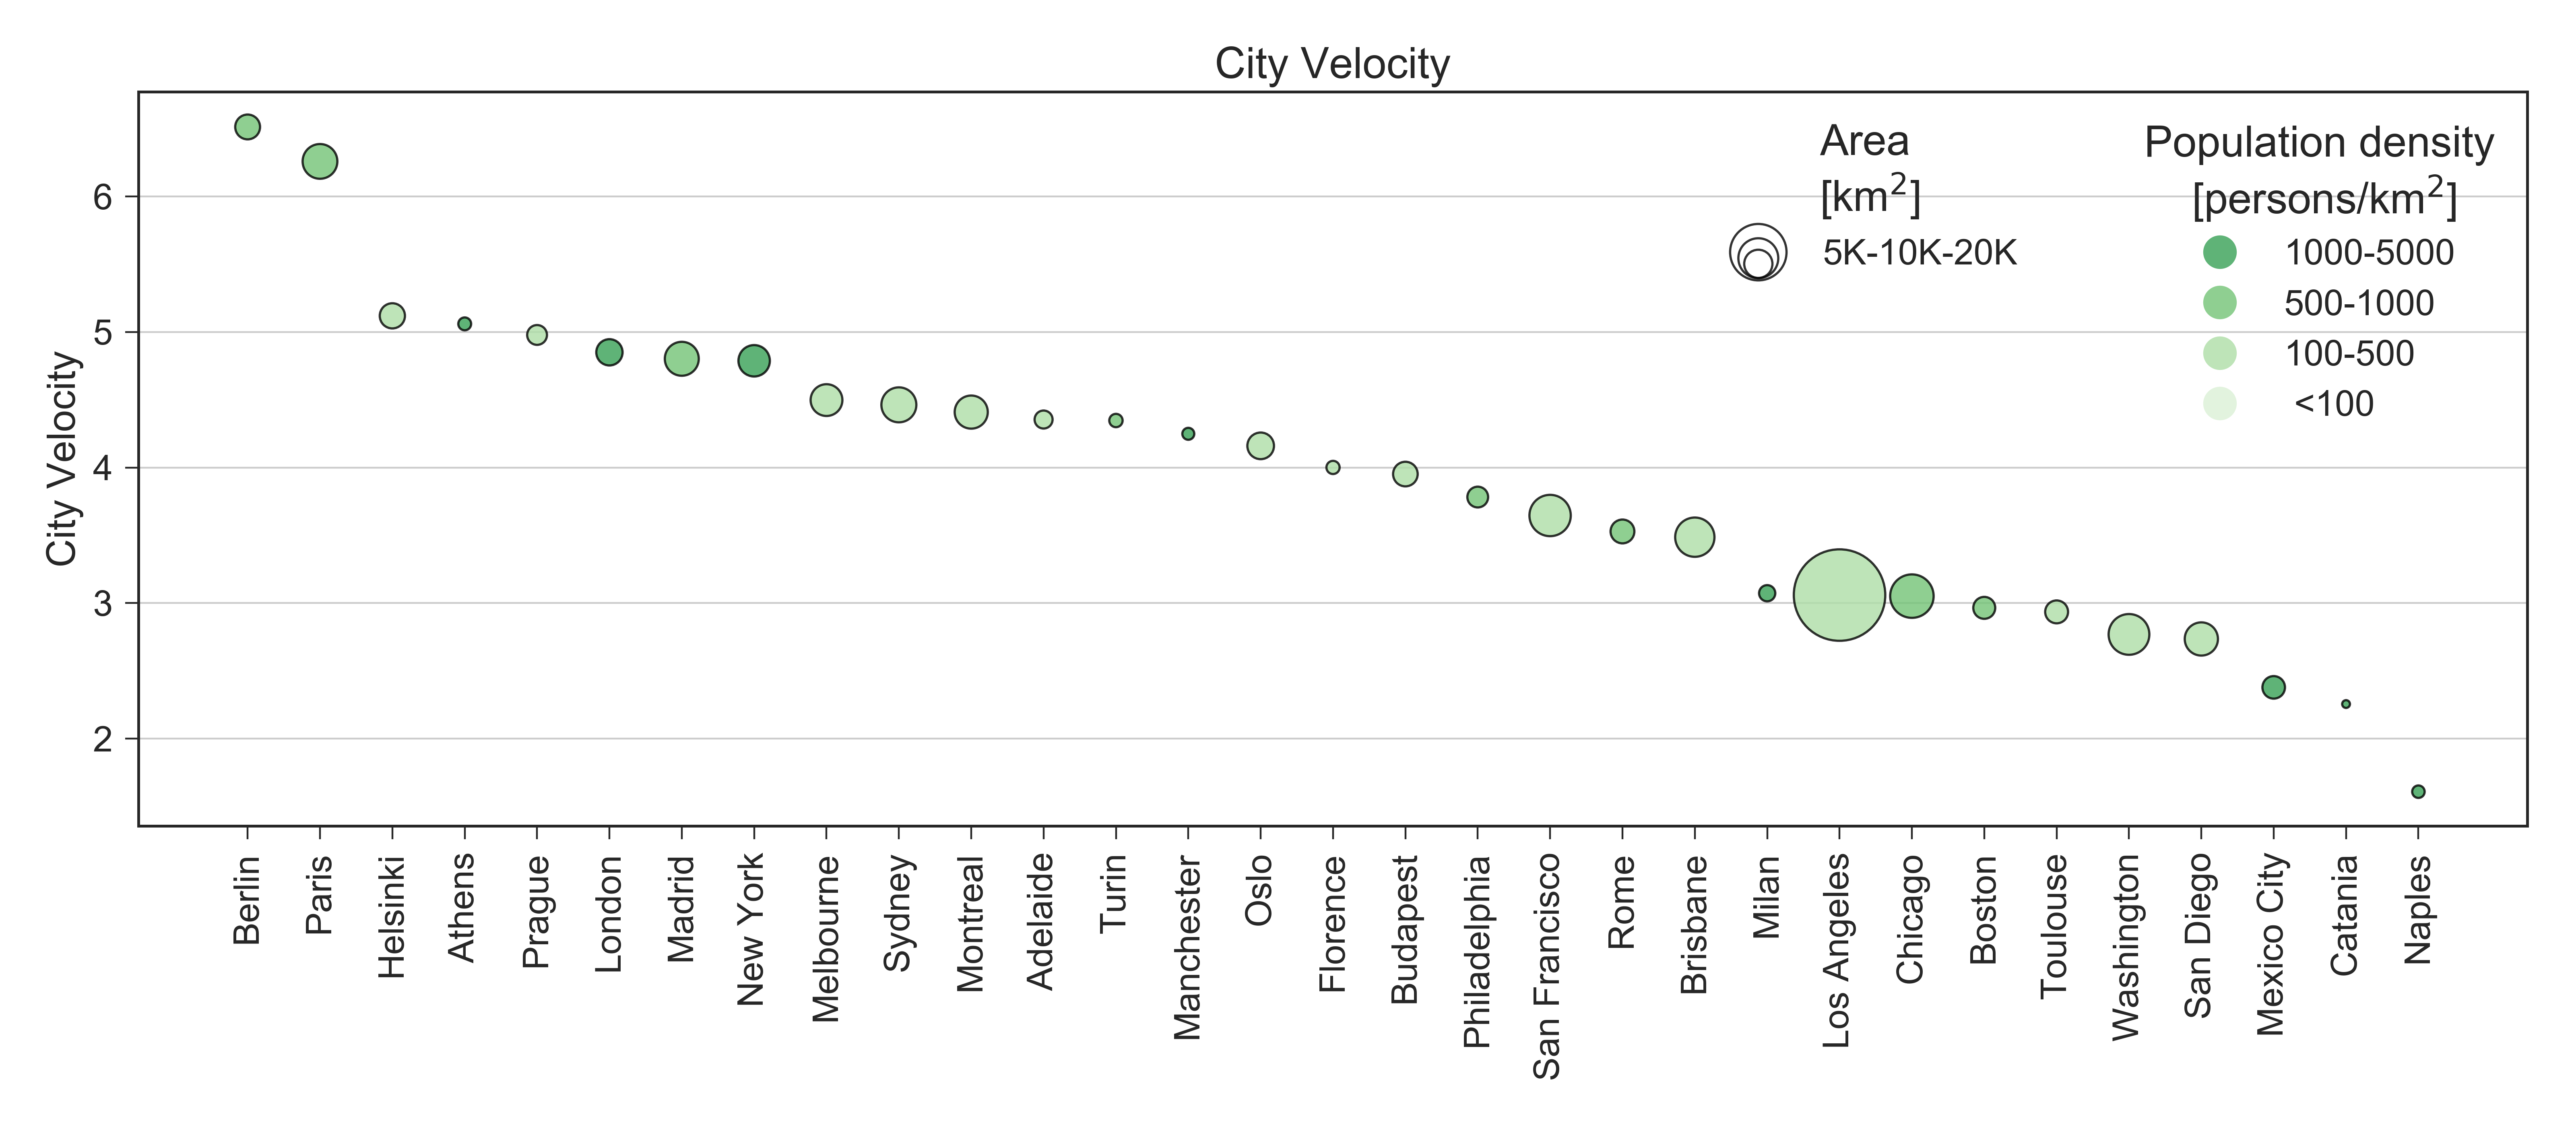 City Velocity
City Velocity
6
5
4
3
2
Area
[km²]
5K-10K-20K
Population density
[persons/km²]
1000-5000
500-1000
100-500
<100
Berlin
Paris
Helsinki
Athens
Prague
London
Madrid
New York
Melbourne
Sydney
Montreal
Adelaide
Turin
Manchester
Oslo
Florence
Budapest
Philadelphia
San Francisco
Rome
Brisbane
Milan
Los Angeles
Chicago
Boston
Toulouse
Washington
San Diego
Mexico City
Catania
Naples